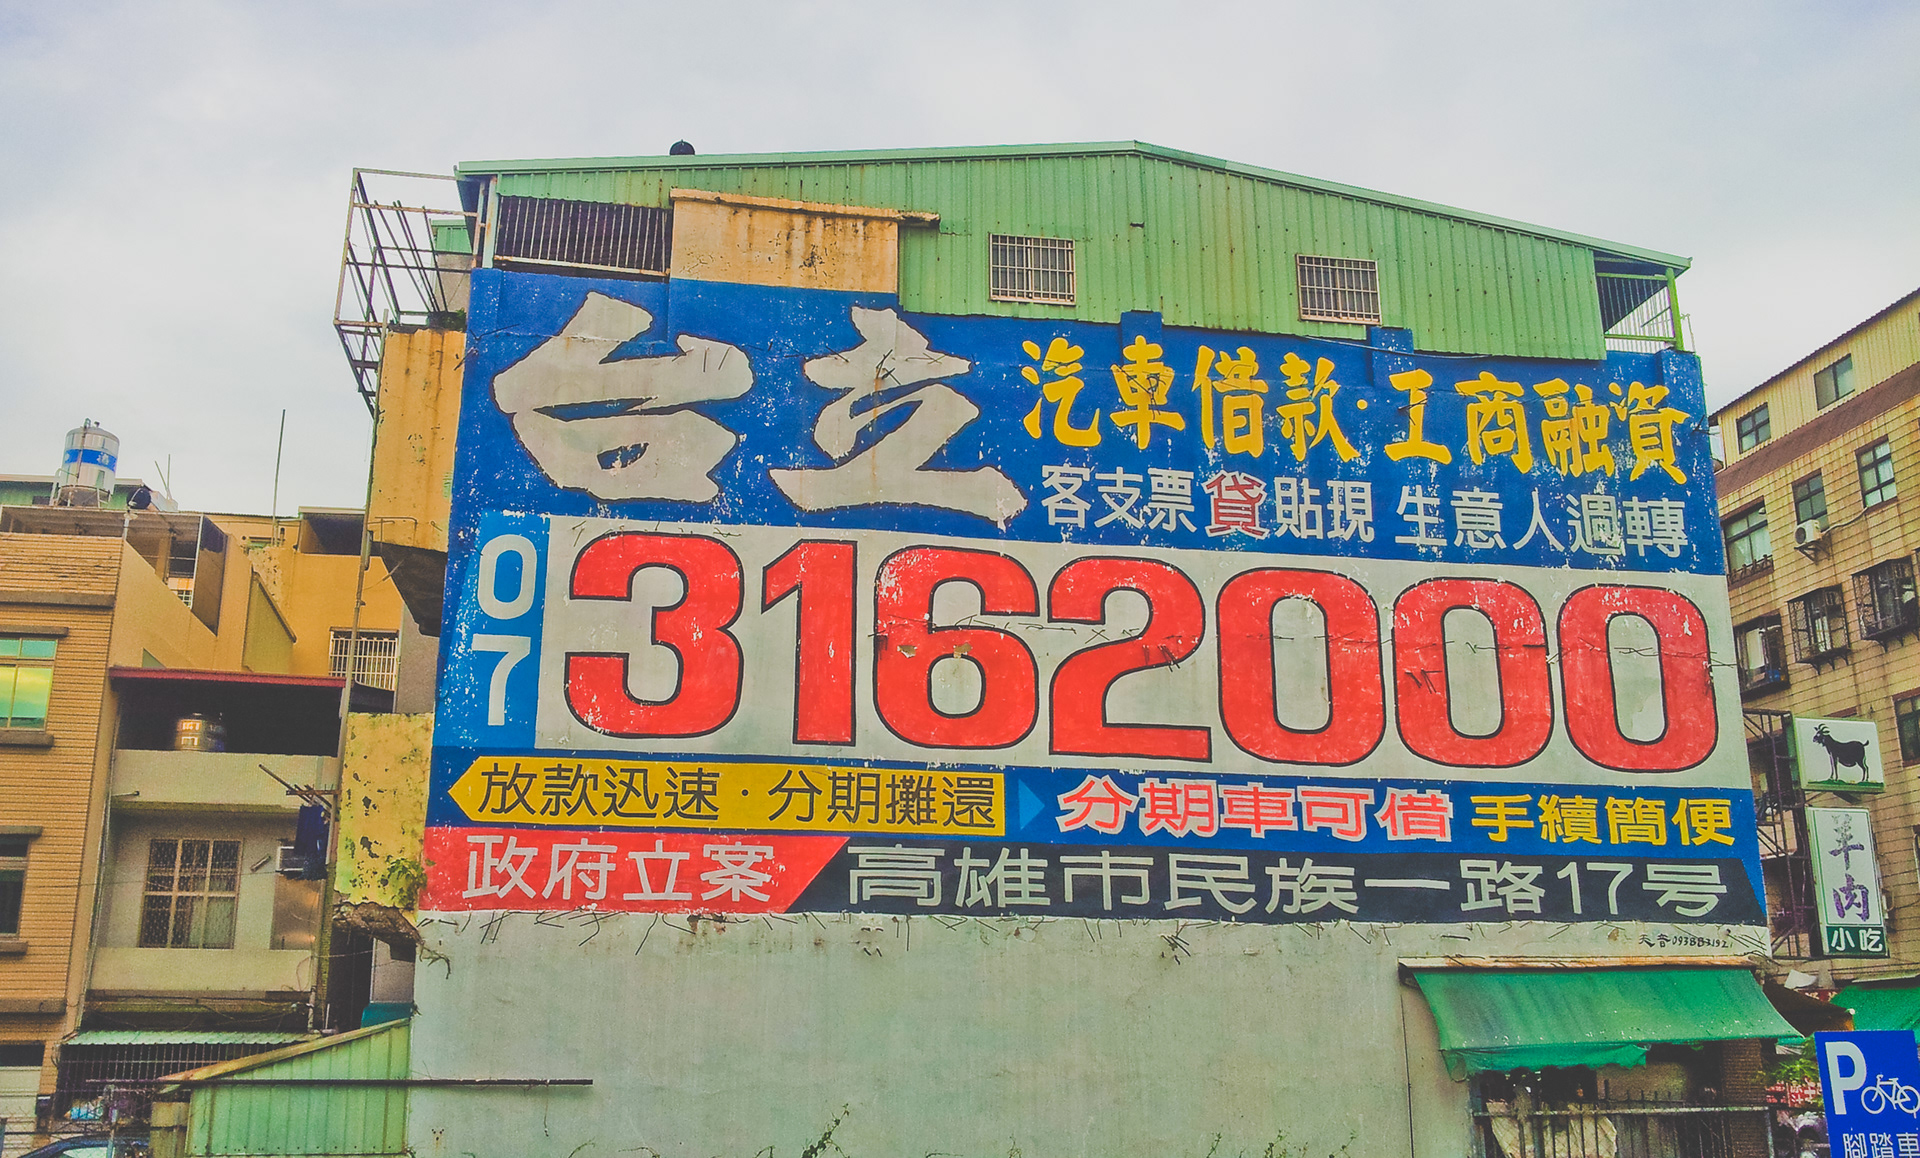 台立
汽車借款·工商融資
客支票貸貼現 生意人週轉
07
3162000
放款迅速·分期攤還
分期車可借 手續簡便
政府立案
高雄市民族一路17号
羊肉
小吃
P
腳踏車